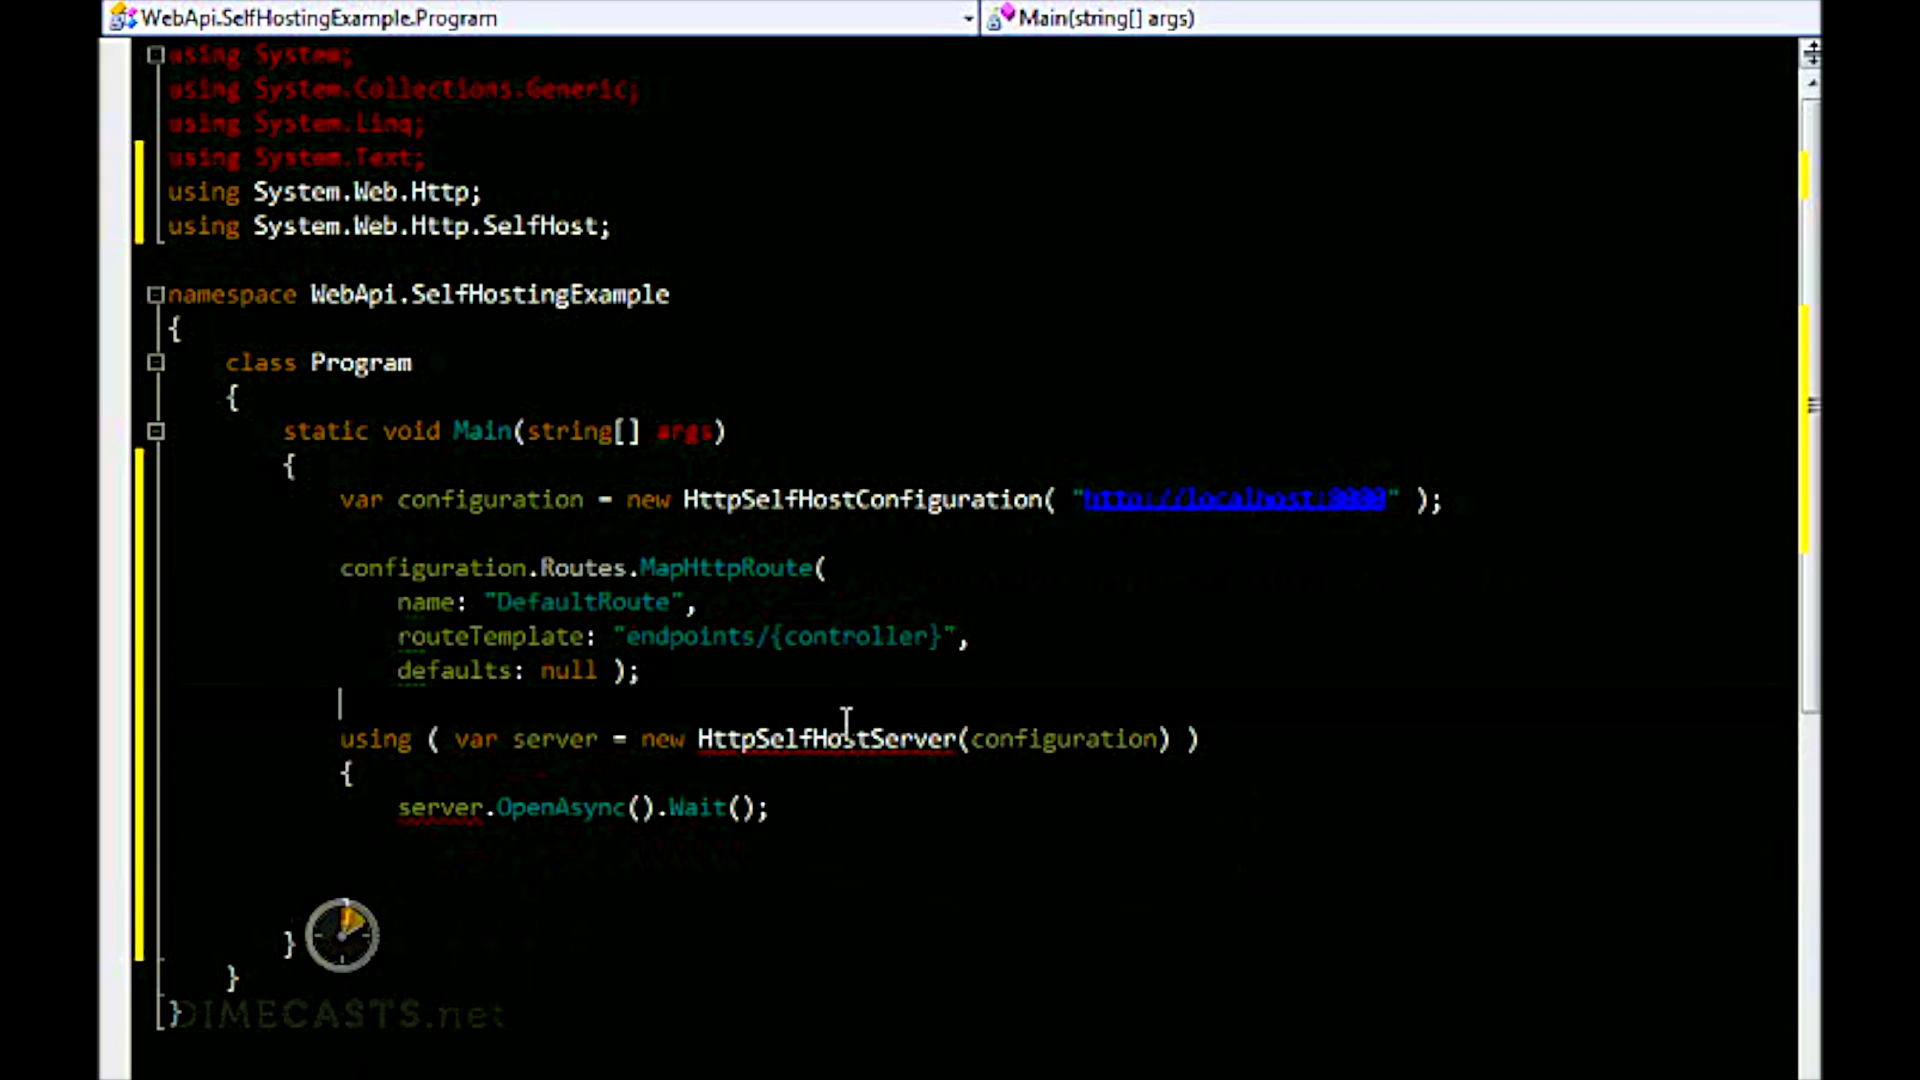 WebApi.SelfHostingExample.Program
Main(string[] args)
using System;
using System.Collections.Generic;
using System.Linq;
using System.Text;
using System.Web.Http;
using System.Web.Http.SelfHost;
namespace WebApi.SelfHostingExample
{
class Program
{
static void Main(string[] args)
{
var configuration = new HttpSelfHostConfiguration( "http://localhost:8080" );
configuration.Routes.MapHttpRoute(
name: "DefaultRoute",
routeTemplate: "endpoints/{controller}",
defaults: null );
using ( var server = new HttpSelfHostServer(configuration) )
{
server.OpenAsync().Wait();
}
}
}
DIMECASTS.net